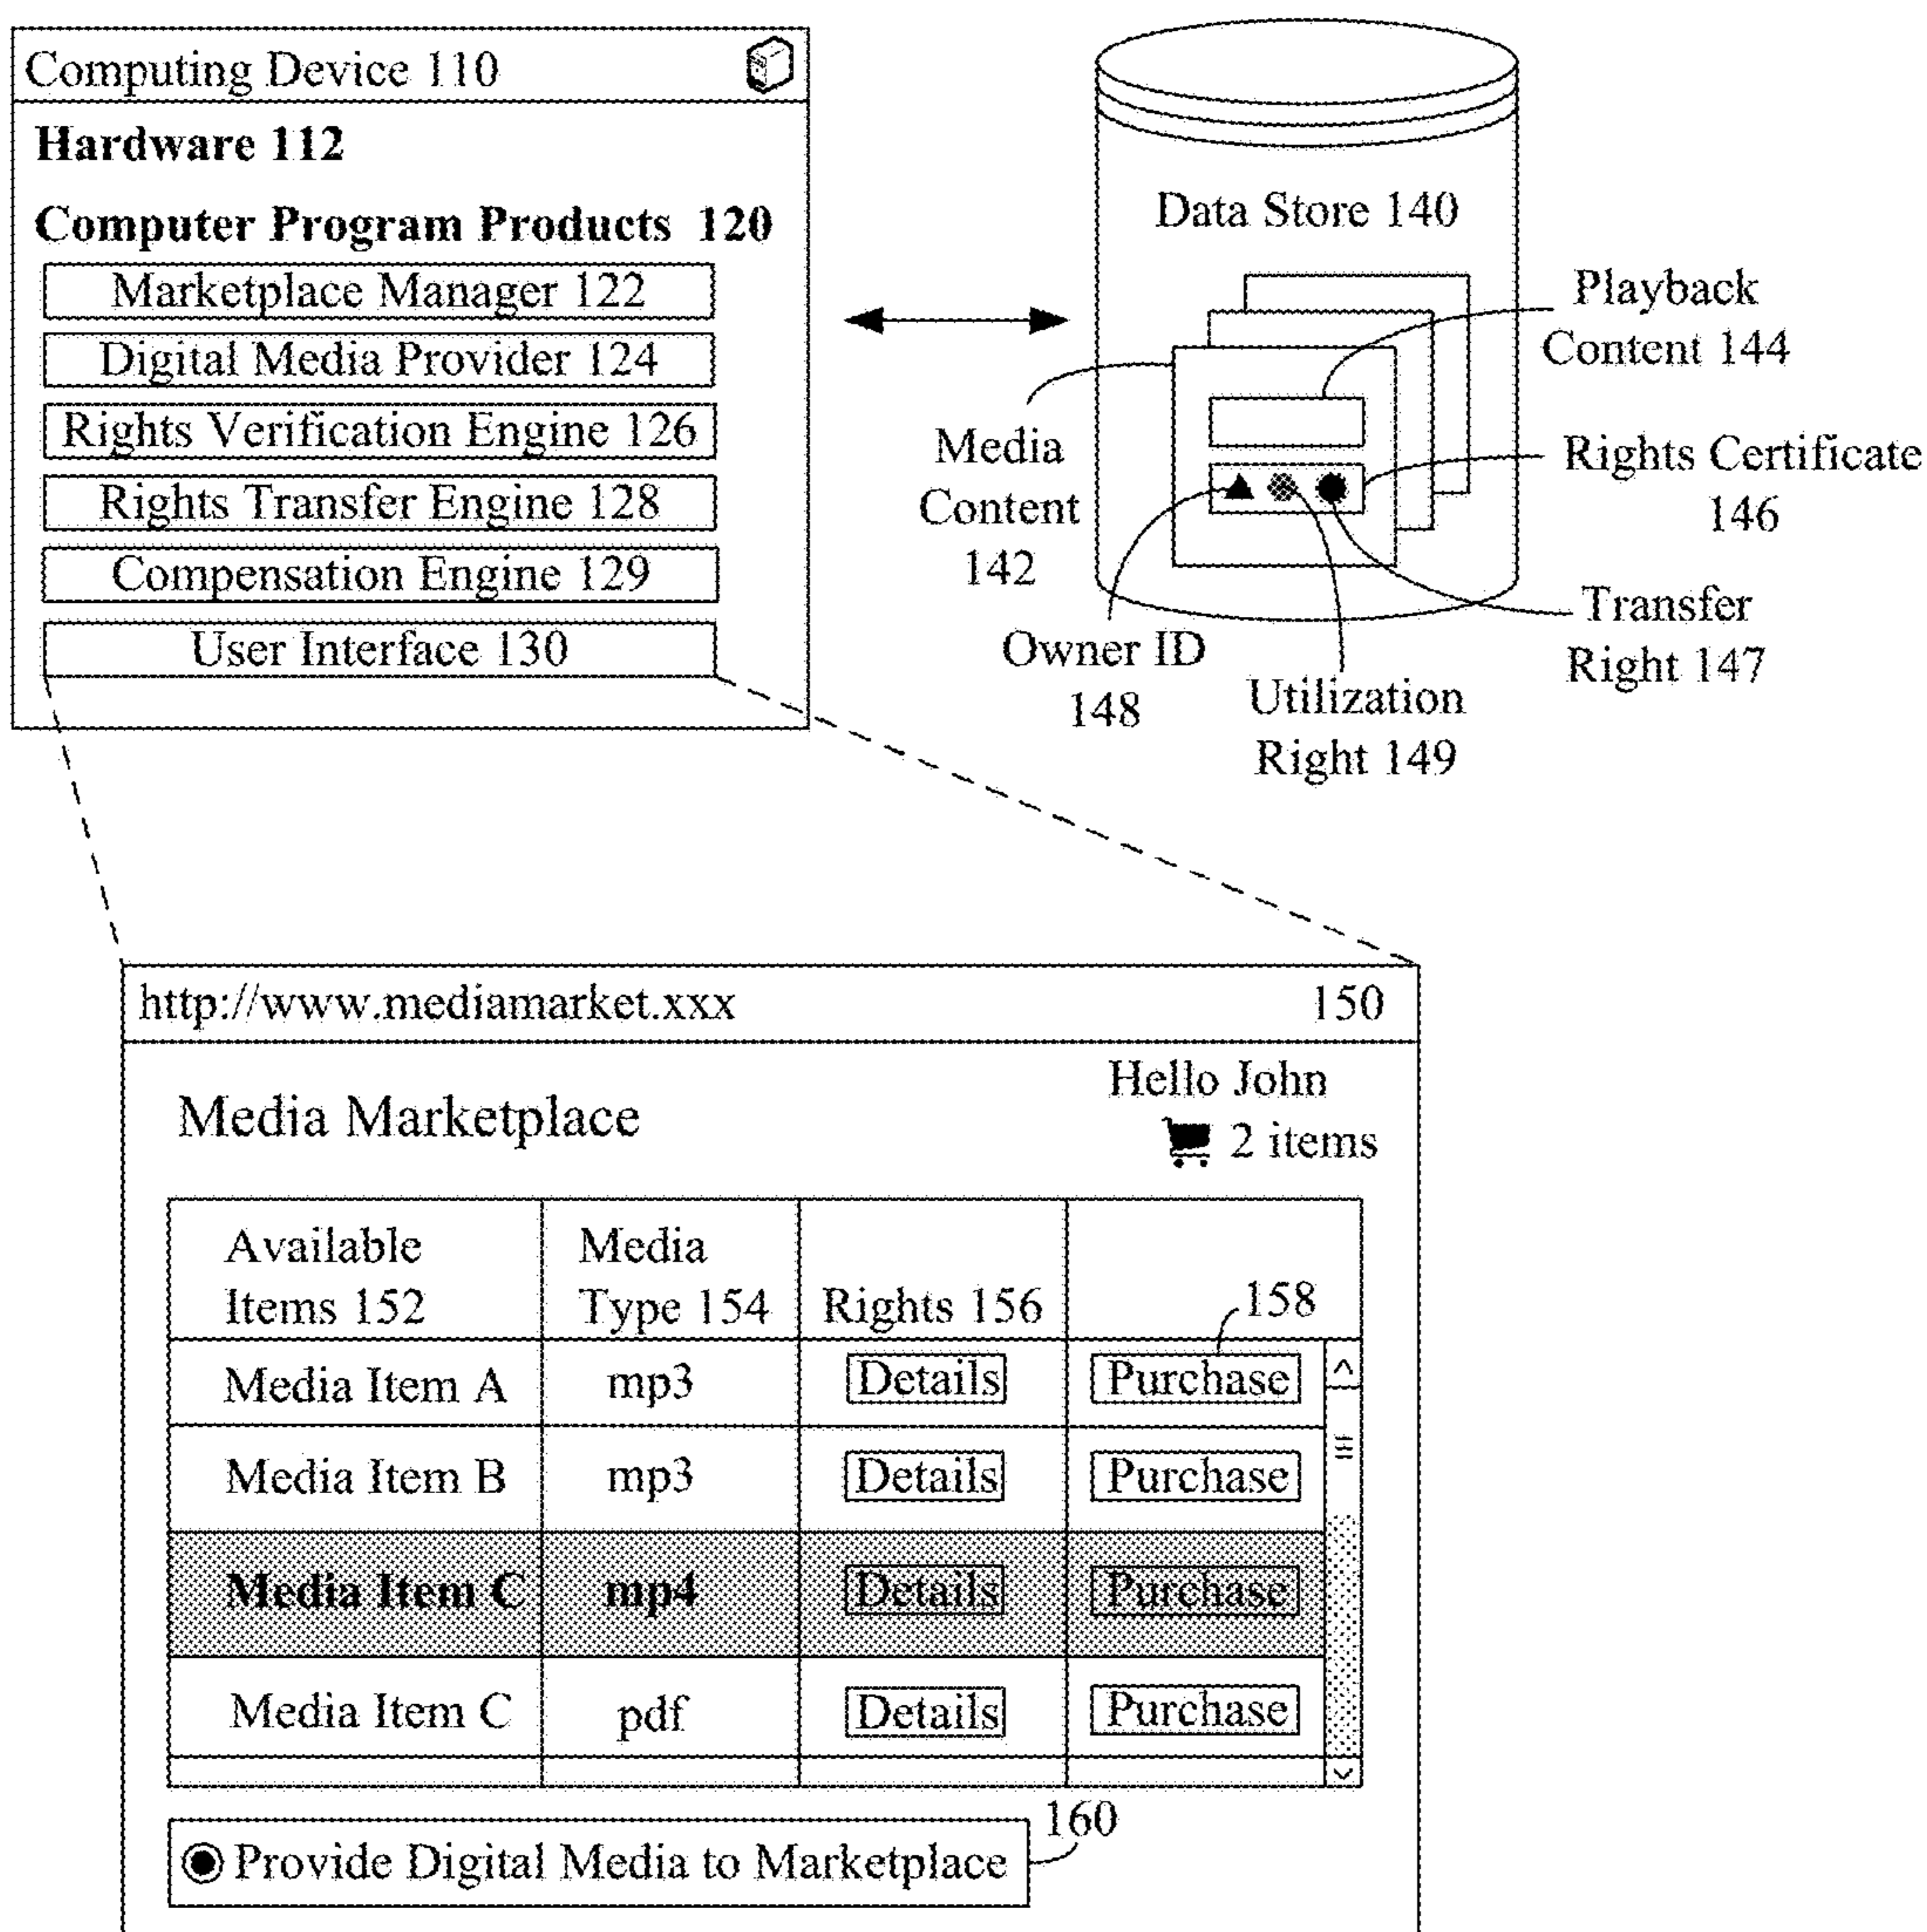 Computing Device 110
Hardware 112
Computer Program Products 120
Marketplace Manager 122
Digital Media Provider 124
Rights Verification Engine 126
Rights Transfer Engine 128
Compensation Engine 129
User Interface 130
Data Store 140
Playback
Content 144
Media
Content
142
Rights Certificate
146
Owner ID
148
Utilization
Right 149
Transfer
Right 147
http://www.mediamarket.xxx 150
Media Marketplace
Hello John
2 items
Available
Items 152
Media
Type 154
Rights 156
158
Media Item A mp3 Details Purchase
Media Item B mp3 Details Purchase
Media Item C mp4 Details Purchase
Media Item C pdf Details Purchase
Provide Digital Media to Marketplace
160